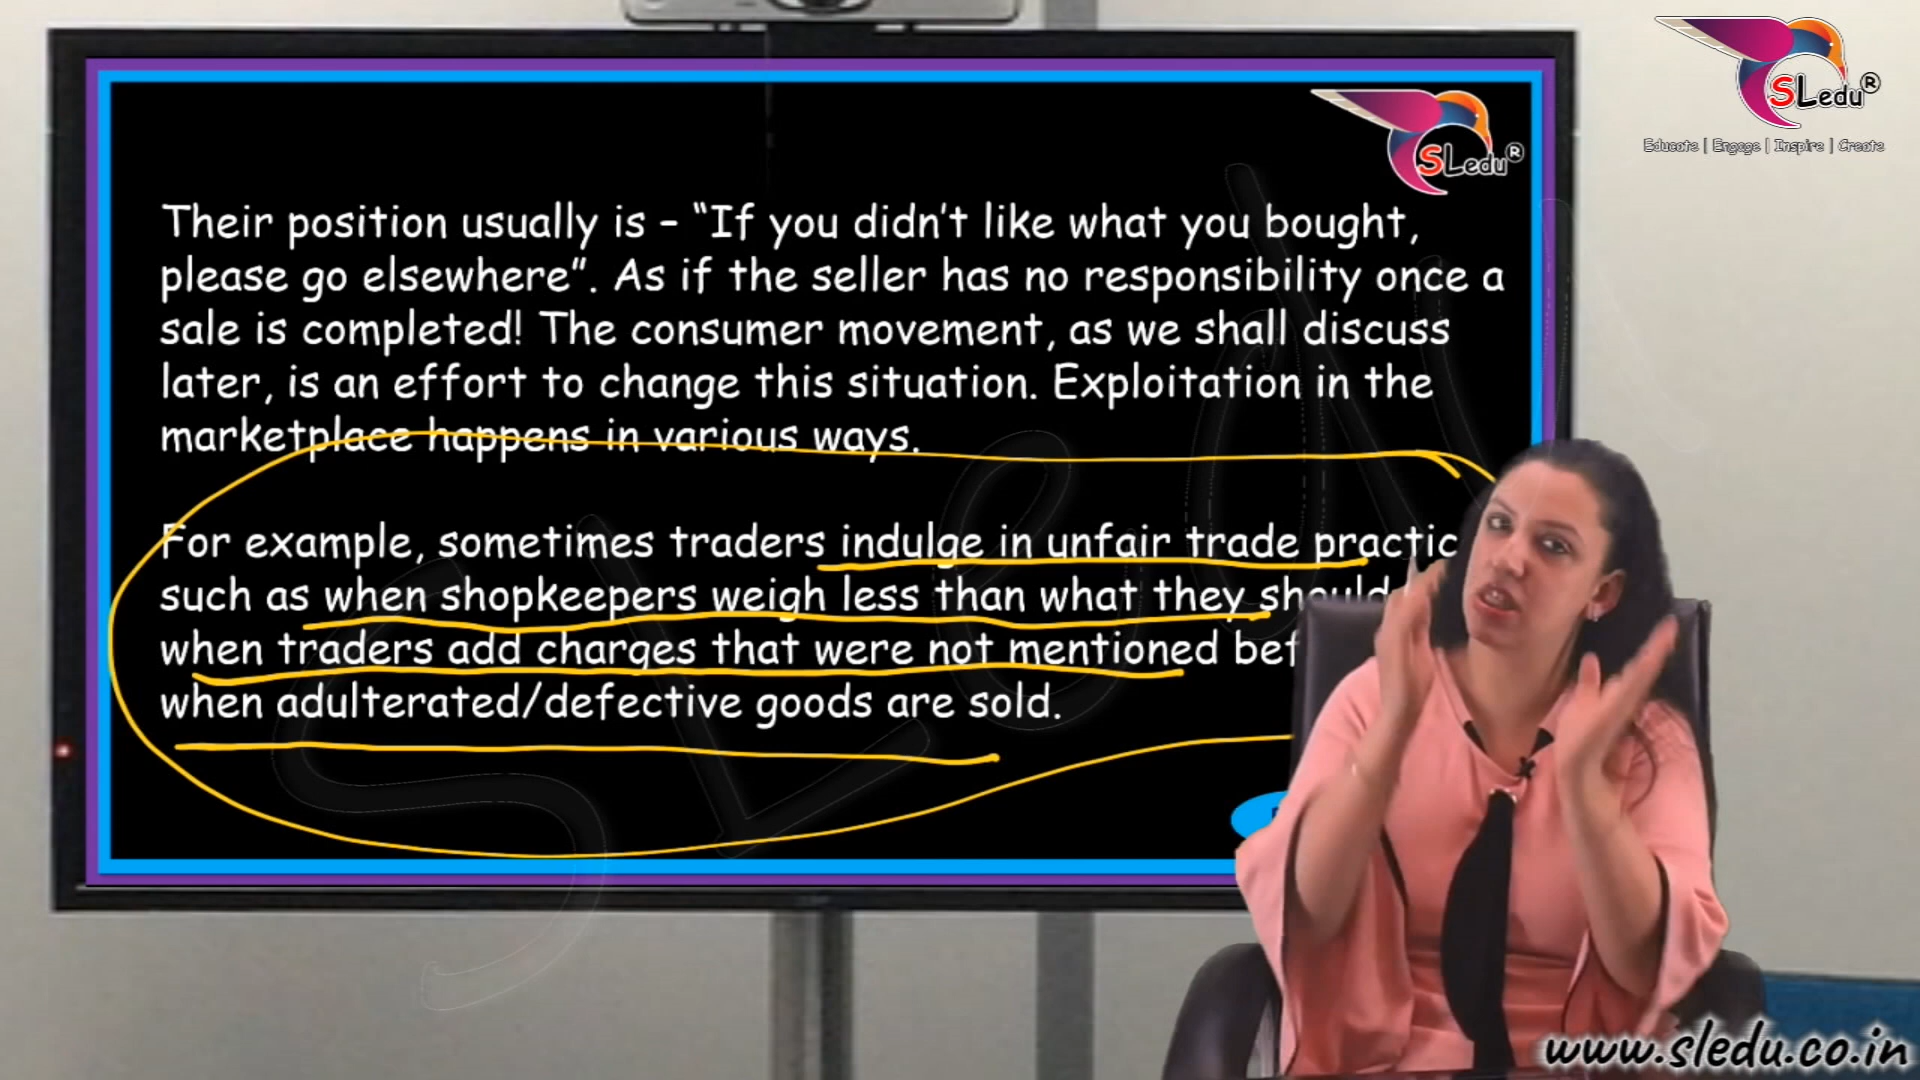 SLedu®
Educate | Engage | Inspire | Create
SLedu®
Their position usually is – “If you didn’t like what you bought,
please go elsewhere”. As if the seller has no responsibility once a
sale is completed! The consumer movement, as we shall discuss
later, is an effort to change this situation. Exploitation in the
marketplace happens in various ways.
For example, sometimes traders indulge in unfair trade practic
such as when shopkeepers weigh less than what they should
when traders add charges that were not mentioned bef
when adulterated/defective goods are sold.
SLedu
www.sledu.co.in